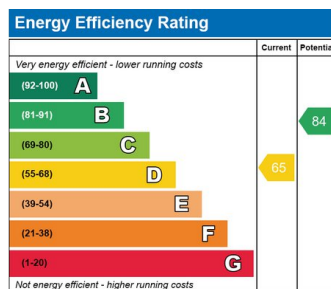 Energy Efficiency Rating
Current Potential
Very energy efficient - lower running costs
(92-100) A
(81-91) B
84
(69-80) C
(55-68) D
65
(39-54) E
(21-38) F
(1-20) G
Not energy efficient - higher running costs